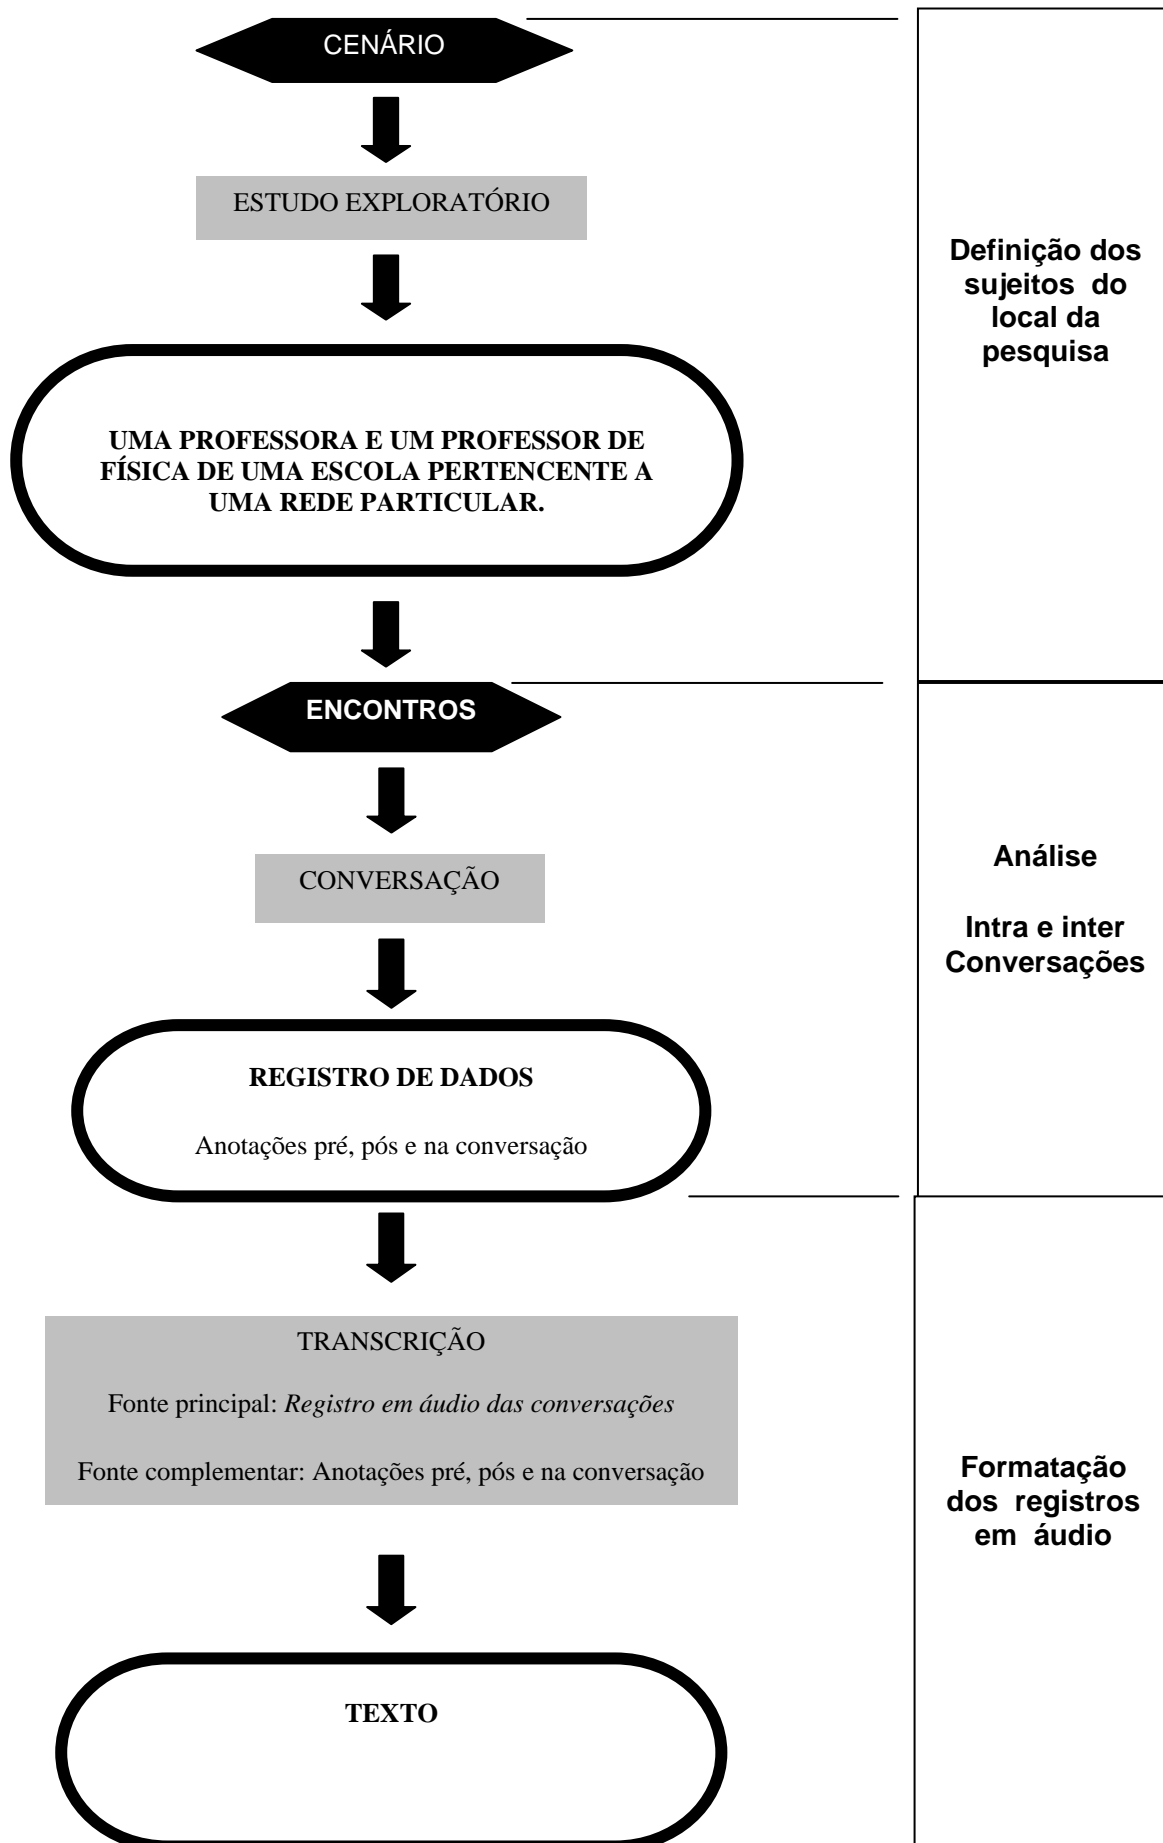 CENÁRIO
ESTUDO EXPLORATÓRIO
Definição dos
sujeitos do
local da
pesquisa
UMA PROFESSORA E UM PROFESSOR DE
FÍSICA DE UMA ESCOLA PERTENCENTE A
UMA REDE PARTICULAR.
ENCONTROS
CONVERSAÇÃO
Análise
Intra e inter
Conversações
REGISTRO DE DADOS
Anotações pré, pós e na conversação
TRANSCRIÇÃO
Fonte principal: Registro em áudio das conversações
Fonte complementar: Anotações pré, pós e na conversação
Formatação
dos registros
em áudio
TEXTO